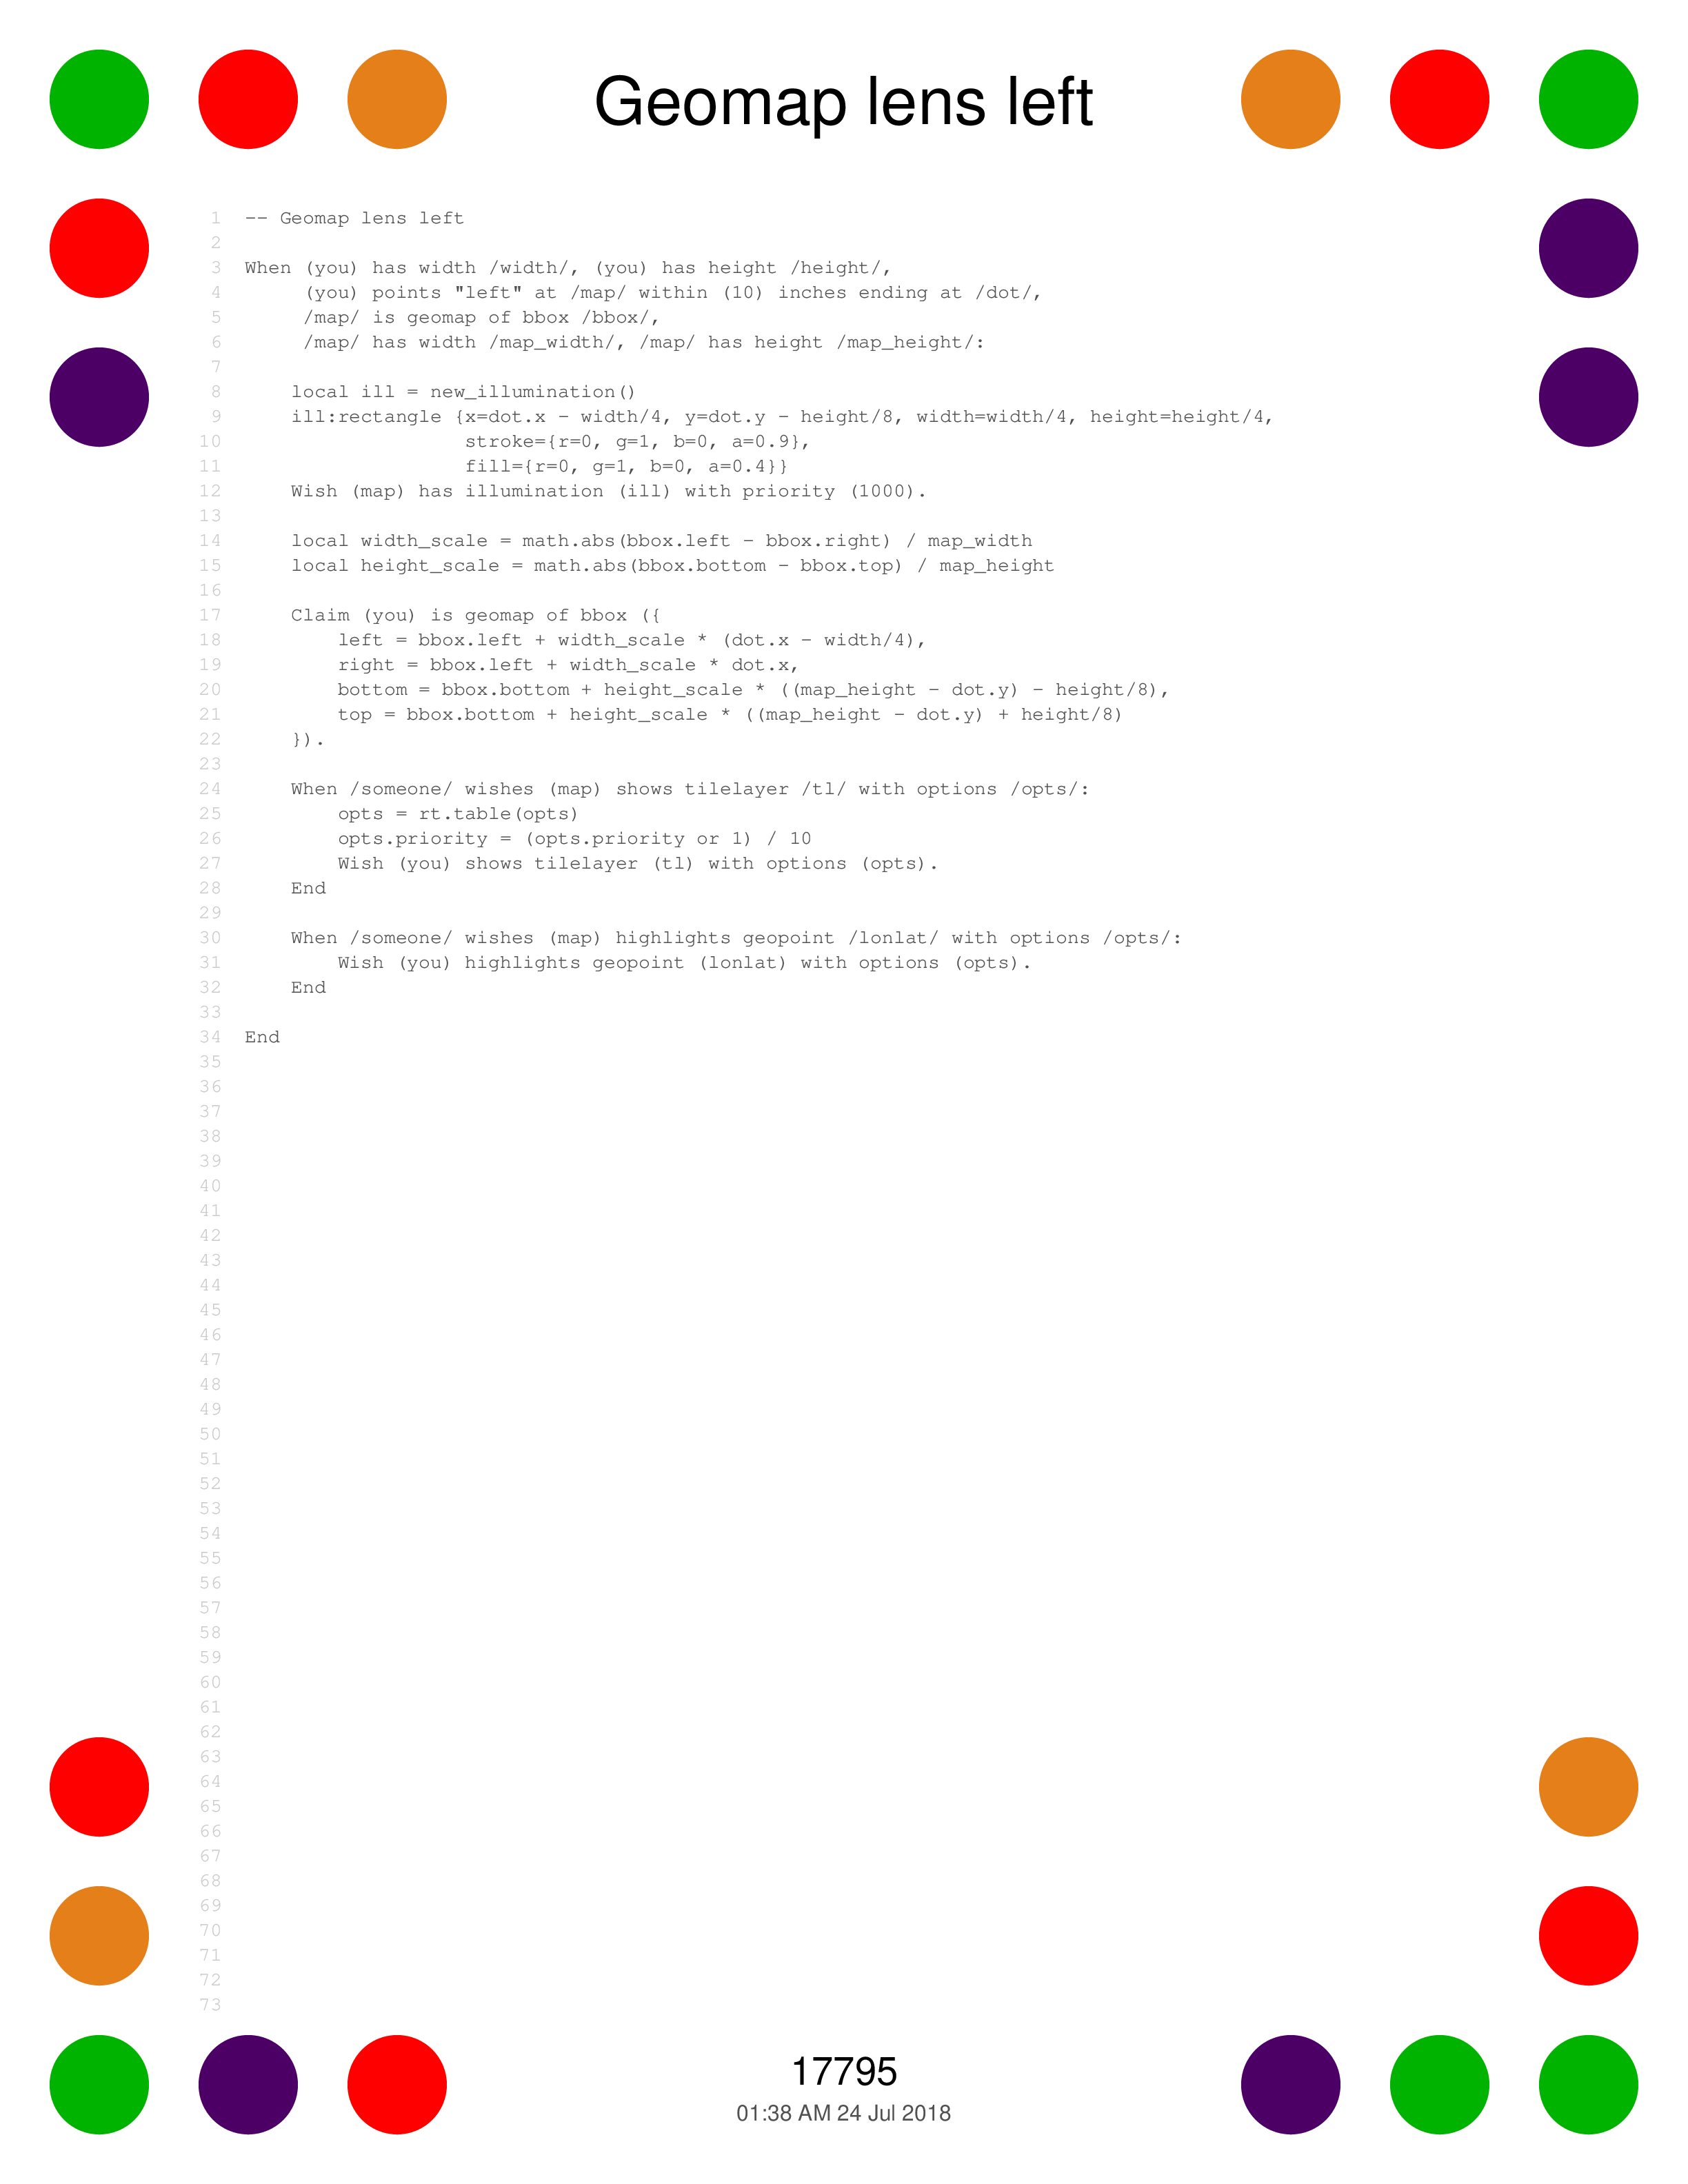 Geomap lens left
1 -- Geomap lens left
2
3 When (you) has width /width/, (you) has height /height/,
4      (you) points "left" at /map/ within (10) inches ending at /dot/,
5      /map/ is geomap of bbox /bbox/,
6      /map/ has width /map_width/, /map/ has height /map_height/:
7
8     local ill = new_illumination()
9     ill:rectangle {x=dot.x - width/4, y=dot.y - height/8, width=width/4, height=height/4,
10                    stroke={r=0, g=1, b=0, a=0.9},
11                    fill={r=0, g=1, b=0, a=0.4}}
12     Wish (map) has illumination (ill) with priority (1000).
13
14     local width_scale = math.abs(bbox.left - bbox.right) / map_width
15     local height_scale = math.abs(bbox.bottom - bbox.top) / map_height
16
17     Claim (you) is geomap of bbox ({
18         left = bbox.left + width_scale * (dot.x - width/4),
19         right = bbox.left + width_scale * dot.x,
20         bottom = bbox.bottom + height_scale * ((map_height - dot.y) - height/8),
21         top = bbox.bottom + height_scale * ((map_height - dot.y) + height/8)
22     }).
23
24     When /someone/ wishes (map) shows tilelayer /tl/ with options /opts/:
25         opts = rt.table(opts)
26         opts.priority = (opts.priority or 1) / 10
27         Wish (you) shows tilelayer (tl) with options (opts).
28     End
29
30     When /someone/ wishes (map) highlights geopoint /lonlat/ with options /opts/:
31         Wish (you) highlights geopoint (lonlat) with options (opts).
32     End
33
34 End
35
36
37
38
39
40
41
42
43
44
45
46
47
48
49
50
51
52
53
54
55
56
57
58
59
60
61
62
63
64
65
66
67
68
69
70
71
72
73
17795
01:38 AM 24 Jul 2018